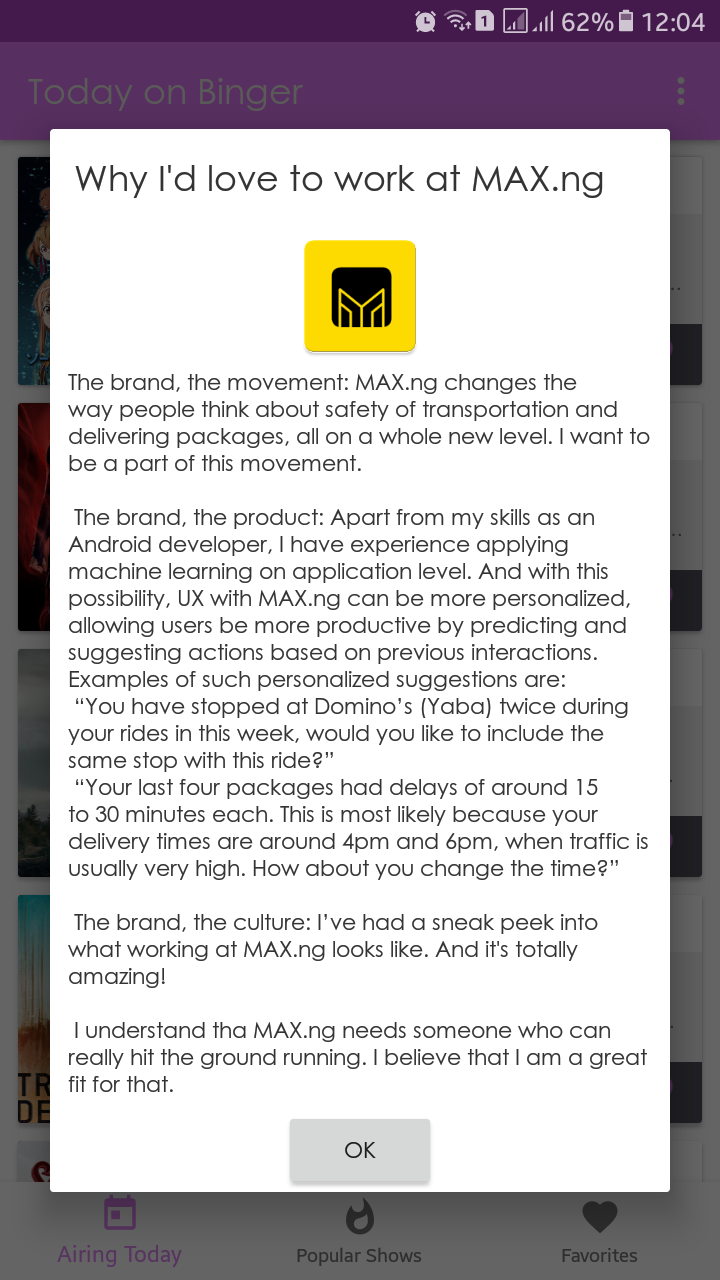 1 62% 12:04
Today on Binger
Why I'd love to work at MAX.ng
The brand, the movement: MAX.ng changes the
way people think about safety of transportation and
delivering packages, all on a whole new level. I want to
be a part of this movement.
The brand, the product: Apart from my skills as an
Android developer, I have experience applying
machine learning on application level. And with this
possibility, UX with MAX.ng can be more personalized,
allowing users be more productive by predicting and
suggesting actions based on previous interactions.
Examples of such personalized suggestions are:
“You have stopped at Domino’s (Yaba) twice during
your rides in this week, would you like to include the
same stop with this ride?”
“Your last four packages had delays of around 15
to 30 minutes each. This is most likely because your
delivery times are around 4pm and 6pm, when traffic is
usually very high. How about you change the time?”
The brand, the culture: I’ve had a sneak peek into
what working at MAX.ng looks like. And it's totally
amazing!
I understand tha MAX.ng needs someone who can
really hit the ground running. I believe that I am a great
fit for that.
TR
DE
OK
Airing Today
Popular Shows
Favorites